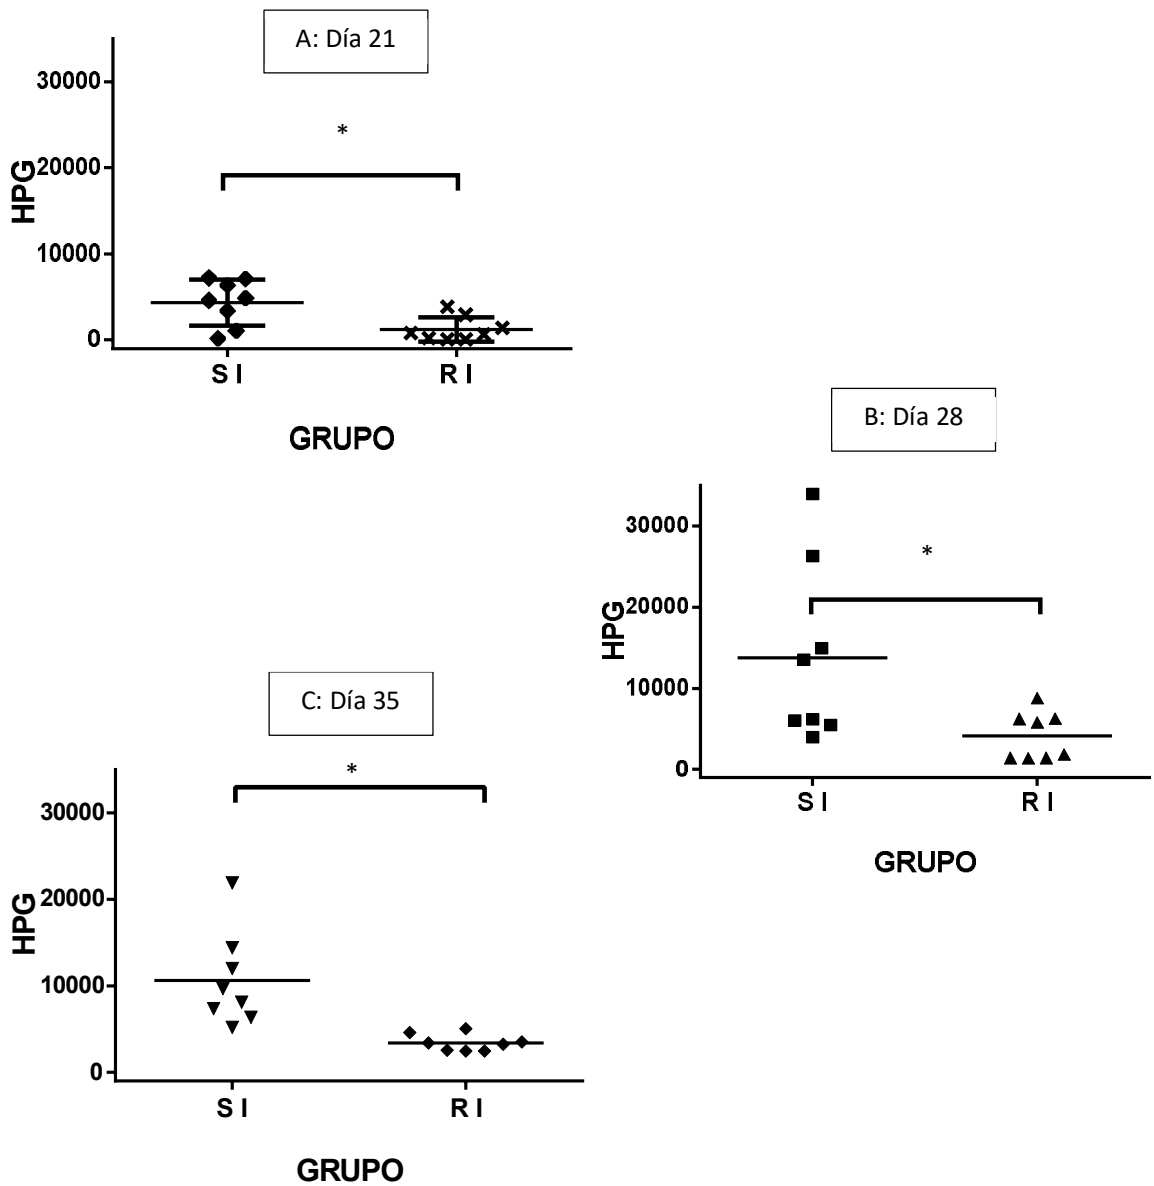 A: Día 21
30000
*
20000
HPG
10000
0
S I
R I
GRUPO
B: Día 28
30000
*
20000
HPG
10000
0
S I
R I
GRUPO
C: Día 35
*
30000
20000
HPG
10000
0
S I
R I
GRUPO